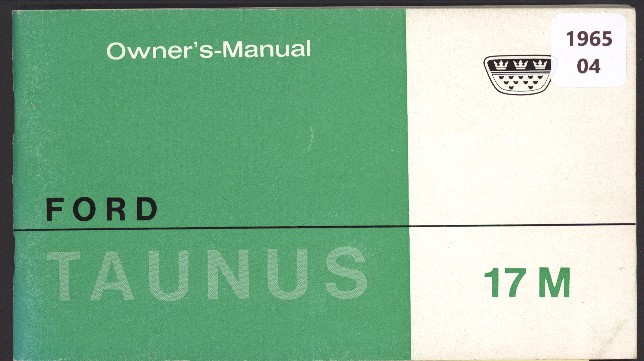 Owner's-Manual
1965
04
FORD
TAUNUS
17 M